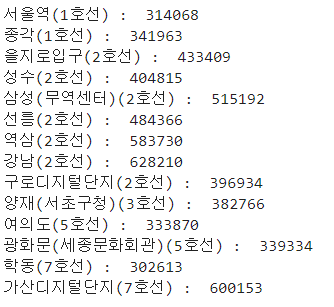 서울역(1호선) :  314068
종각(1호선) :  341963
을지로입구(2호선) :  433409
성수(2호선) :  404815
삼성(무역센터)(2호선) :  515192
선릉(2호선) :  484366
역삼(2호선) :  583730
강남(2호선) :  628210
구로디지털단지(2호선) :  396934
양재(서초구청)(3호선) :  382766
여의도(5호선) :  333870
광화문(세종문화회관)(5호선) :  339334
학동(7호선) :  302613
가산디지털단지(7호선) :  600153